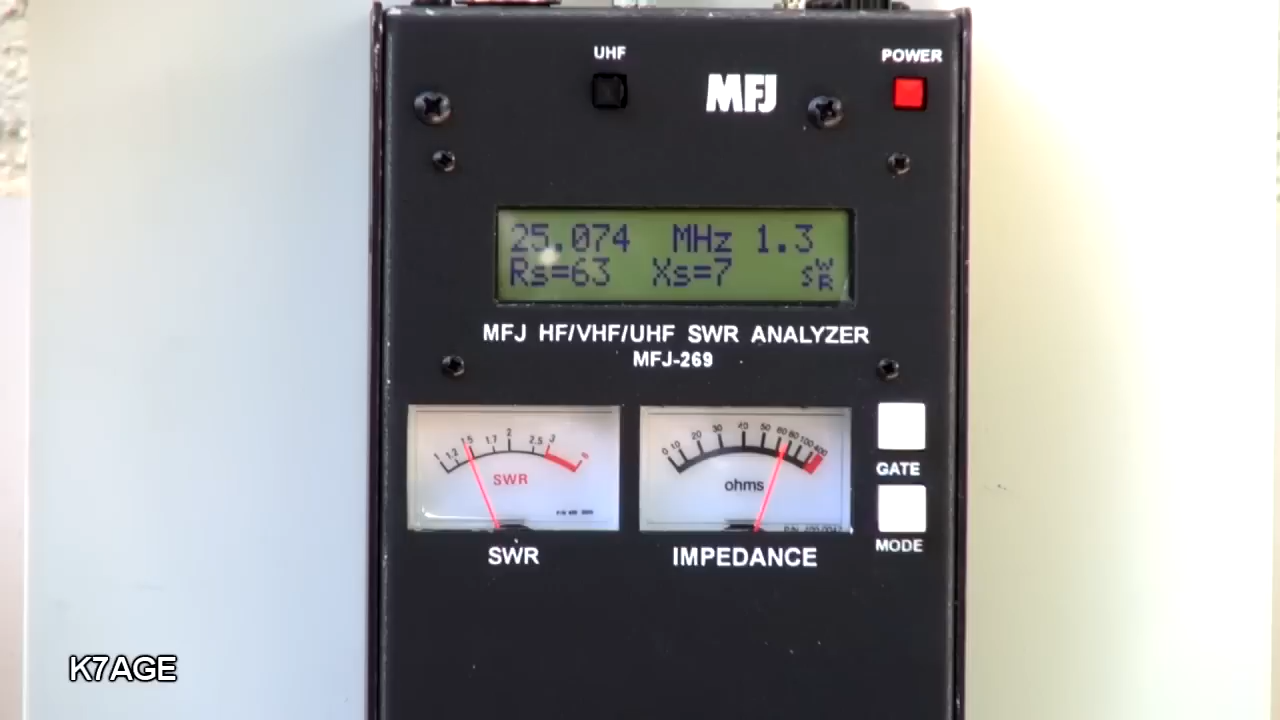 UHF
POWER
MFJ
25.074 MHz 1.3
Rs=63 Xs=7 SWR
MFJ HF/VHF/UHF SWR ANALYZER
MFJ-269
1 1.2 1.5 1.7 2 2.5 3
SWR
0 10 20 30 40 50 60 80 100 400
ohms
GATE
MODE
SWR
IMPEDANCE
K7AGE